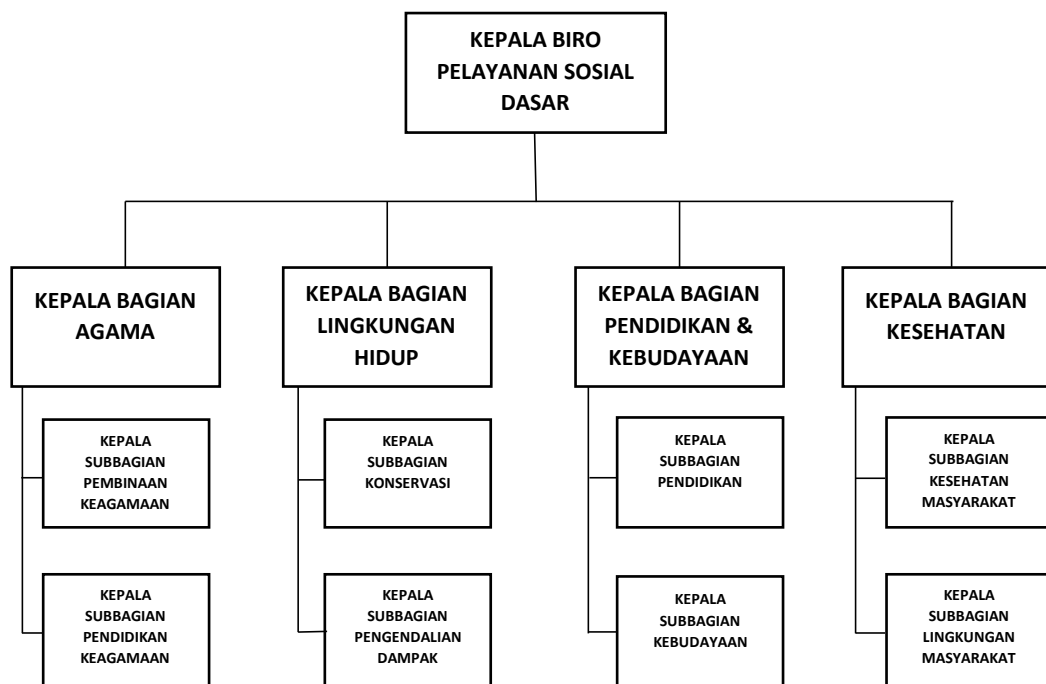 KEPALA BIRO
PELAYANAN SOSIAL
DASAR
KEPALA BAGIAN
AGAMA
KEPALA BAGIAN
LINGKUNGAN
HIDUP
KEPALA BAGIAN
PENDIDIKAN &
KEBUDAYAAN
KEPALA BAGIAN
KESEHATAN
KEPALA
SUBBAGIAN
PEMBINAAN
KEAGAMAAN
KEPALA
SUBBAGIAN
KONSERVASI
KEPALA
SUBBAGIAN
PENDIDIKAN
KEPALA
SUBBAGIAN
KESEHATAN
MASYARAKAT
KEPALA
SUBBAGIAN
PENDIDIKAN
KEAGAMAAN
KEPALA
SUBBAGIAN
PENGENDALIAN
DAMPAK
KEPALA
SUBBAGIAN
KEBUDAYAAN
KEPALA
SUBBAGIAN
LINGKUNGAN
MASYARAKAT